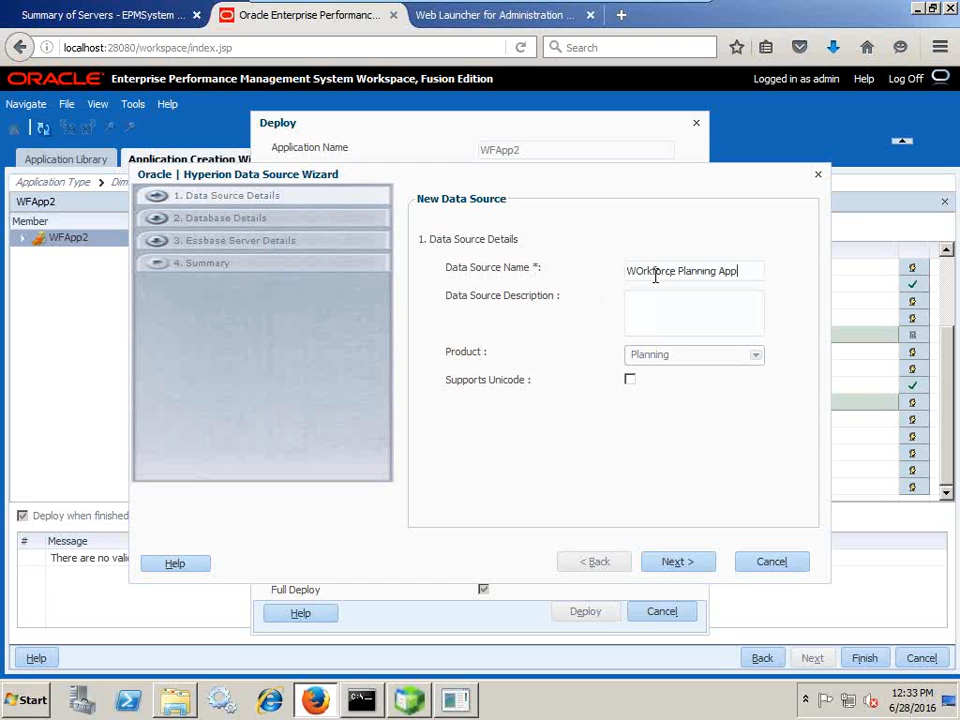 Summary of Servers - EPMSystem ...
Oracle Enterprise Performanc...
Web Launcher for Administration ...
localhost:28080/workspace/index.jsp
Search
ORACLE Enterprise Performance Management System Workspace, Fusion Edition
Logged in as admin Help Log Off
Navigate File View Tools Help
Deploy
Application Name WFApp2
Application Library Application Creation Wi
Oracle | Hyperion Data Source Wizard
Application Type Dim
WFApp2
Member
WFApp2
1. Data Source Details
2. Database Details
3. Essbase Server Details
4. Summary
New Data Source
1. Data Source Details
Data Source Name *: WOrkforce Planning App
Data Source Description :
Product : Planning
Supports Unicode :
Deploy when finished
# Message
There are no vali
Help < Back Next > Cancel
Full Deploy
Help Deploy Cancel
Help Back Next Finish Cancel
Start
12:33 PM
6/28/2016